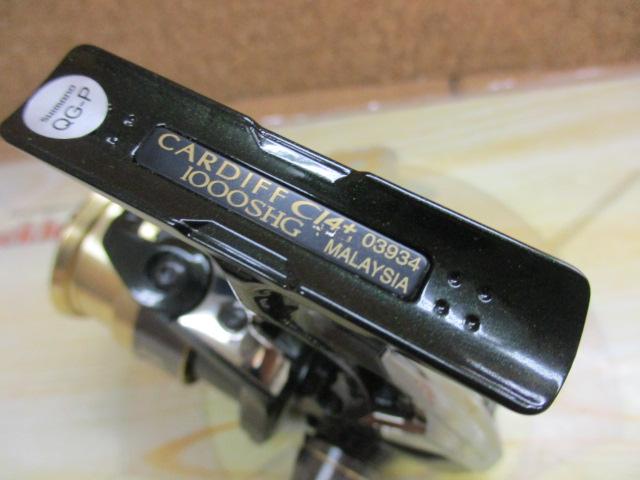 SHIMANO
QG-P
CARDIFF CI4+ 03934
1000SHG MALAYSIA